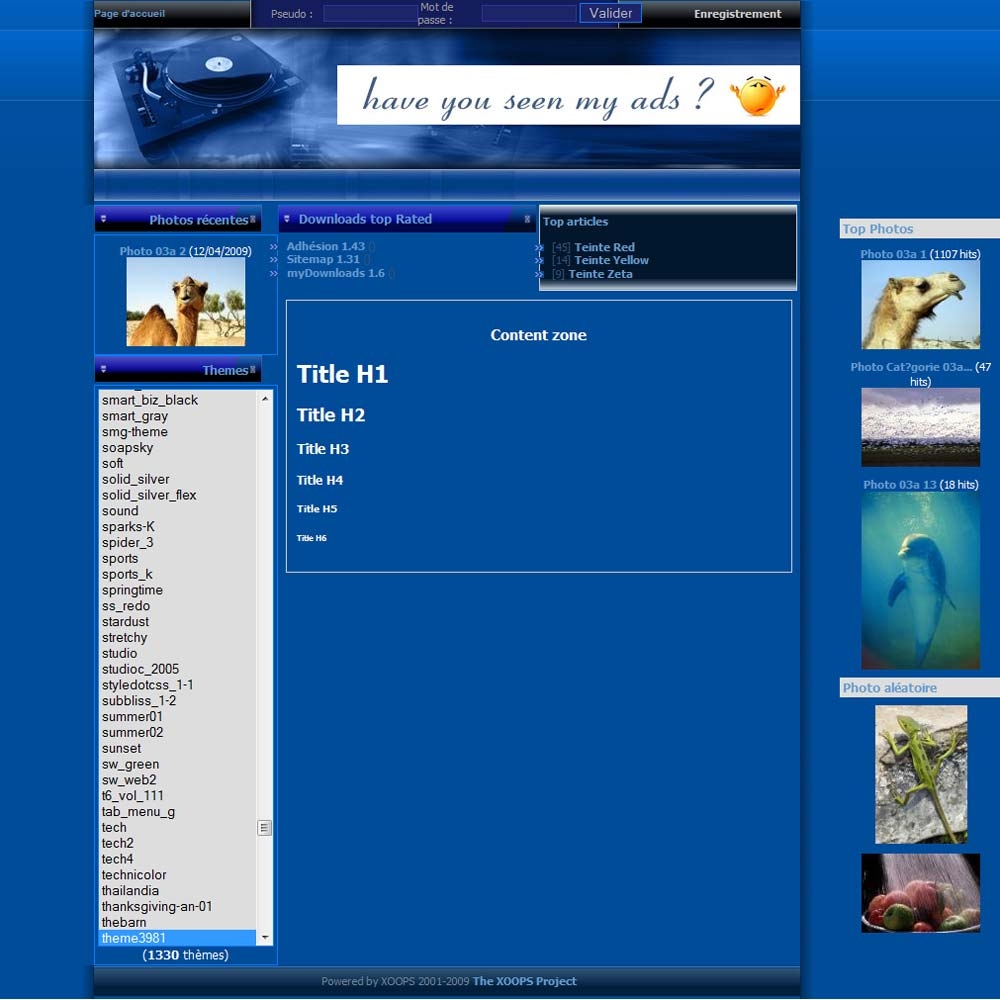 Page d'accueil
Pseudo :
Mot de
passe :
Valider
Enregistrement
have you seen my ads ?
Photos récentes
Photo 03a 2 (12/04/2009)
Themes
smart_biz_black
smart_gray
smg-theme
soapsky
soft
solid_silver
solid_silver_flex
sound
sparks-K
spider_3
sports
sports_k
springtime
ss_redo
stardust
stretchy
studio
studioc_2005
styledotcss_1-1
subbliss_1-2
summer01
summer02
sunset
sw_green
sw_web2
t6_vol_111
tab_menu_g
tech
tech2
tech4
technicolor
thailandia
thanksgiving-an-01
thebarn
theme3981
(1330 thèmes)
Downloads top Rated
Adhésion 1.43 ()
Sitemap 1.31 ()
myDownloads 1.6 ()
Top articles
[45] Teinte Red
[14] Teinte Yellow
[9] Teinte Zeta
Content zone
Title H1
Title H2
Title H3
Title H4
Title H5
Title H6
Top Photos
Photo 03a 1 (1107 hits)
Photo Cat?gorie 03a... (47
hits)
Photo 03a 13 (18 hits)
Photo aléatoire
Powered by XOOPS 2001-2009 The XOOPS Project